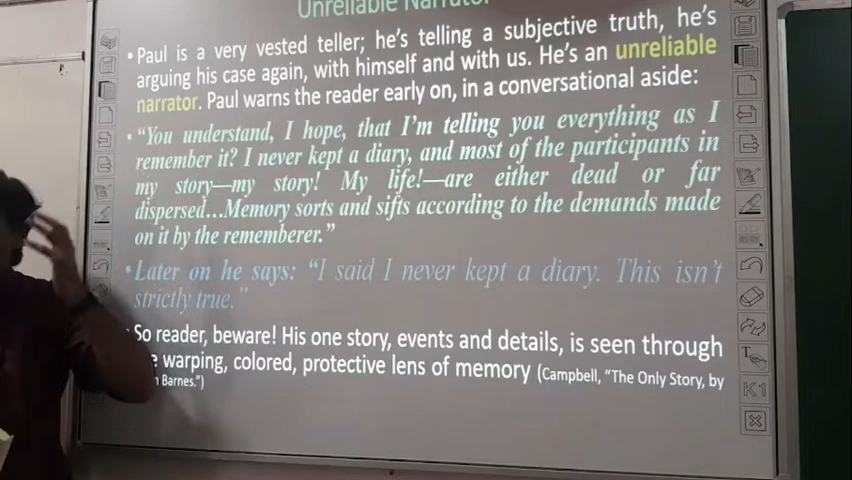 Unreliable Narrator
• Paul is a very vested teller; he's telling a subjective truth, he's
arguing his case again, with himself and with us. He's an unreliable
narrator. Paul warns the reader early on, in a conversational aside:
• "You understand, I hope, that I'm telling you everything as I
remember it? I never kept a diary, and most of the participants in
my story—my story! My life!—are either dead or far
dispersed...Memory sorts and sifts according to the demands made
on it by the rememberer."
• Later on he says: "I said I never kept a diary. This isn't
strictly true."
So reader, beware! His one story, events and details, is seen through
warping, colored, protective lens of memory (Campbell, "The Only Story, by
Barnes.")
K1